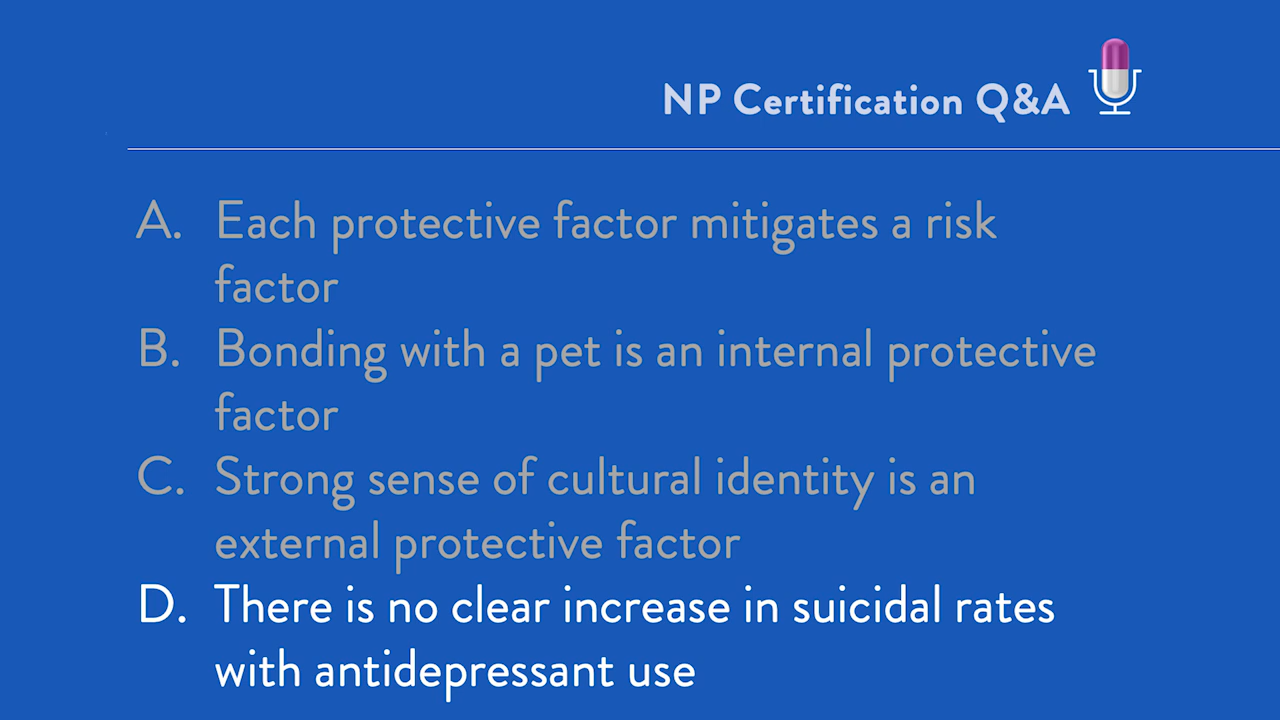 NP Certification Q&A
A. Each protective factor mitigates a risk
factor
B. Bonding with a pet is an internal protective
factor
C. Strong sense of cultural identity is an
external protective factor
D. There is no clear increase in suicidal rates
with antidepressant use